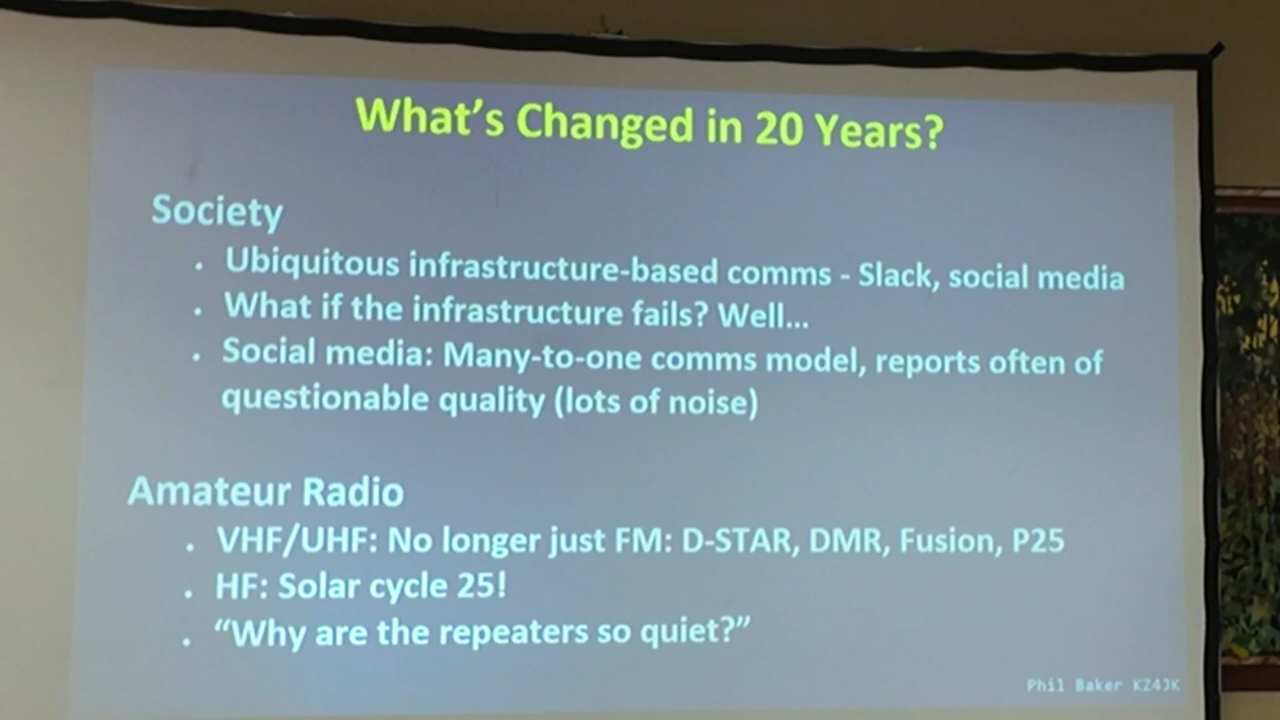 What's Changed in 20 Years?
Society
. Ubiquitous infrastructure-based comms - Slack, social media
. What if the infrastructure fails? Well...
. Social media: Many-to-one comms model, reports often of
questionable quality (lots of noise)
Amateur Radio
. VHF/UHF: No longer just FM: D-STAR, DMR, Fusion, P25
. HF: Solar cycle 25!
. “Why are the repeaters so quiet?”
Phil Baker KZ4JK